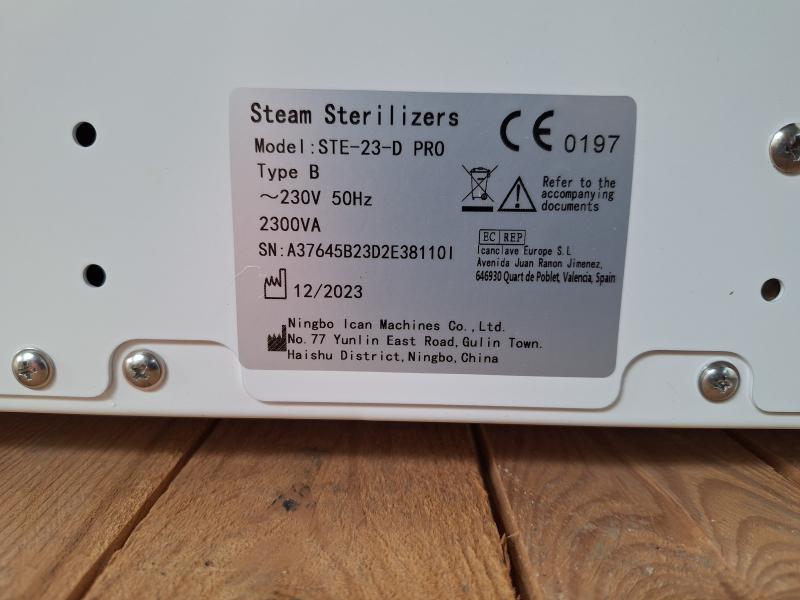 Steam Sterilizers
Model:STE-23-D PRO
Type B
～230V 50Hz
2300VA
SN:A37645B23D2E38110I
12/2023
CE 0197
Refer to the
accompanying
documents
EC REP
Icanclave Europe S.L
Avenida Juan Ramon Jimenez,
646930 Quart de Poblet, Valencia, Spain
Ningbo Ican Machines Co.,Ltd.
No.77 Yunlin East Road,Gulin Town.
Haishu District,Ningbo,China